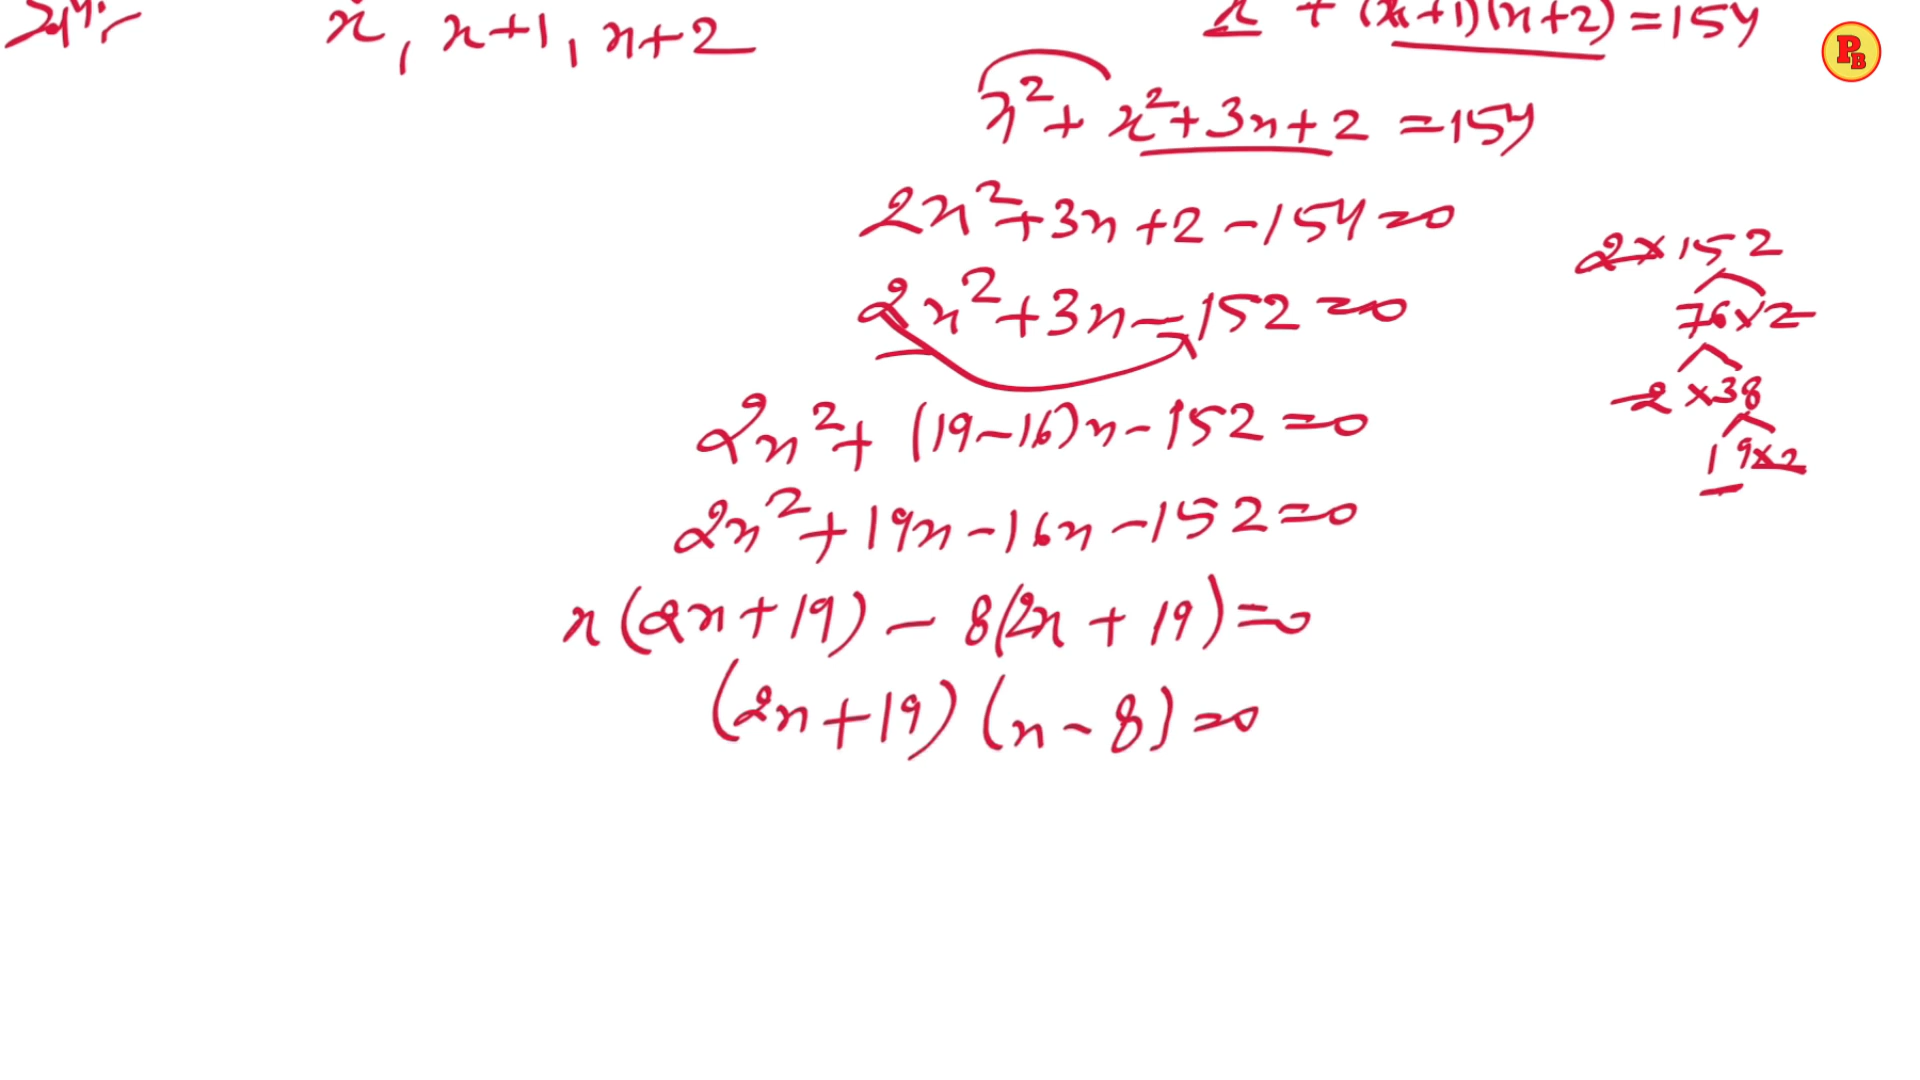 x, x+1, x+2
x² + (x+1)(x+2) = 154
x² + x² + 3x + 2 = 154
2x² + 3x + 2 - 154 = 0
2x² + 3x - 152 = 0
2x² + (19-16)x - 152 = 0
2x² + 19x - 16x - 152 = 0
x(2x+19) - 8(2x+19) = 0
(2x+19)(x-8) = 0
2×152
76×2
2×38
19×2
PB